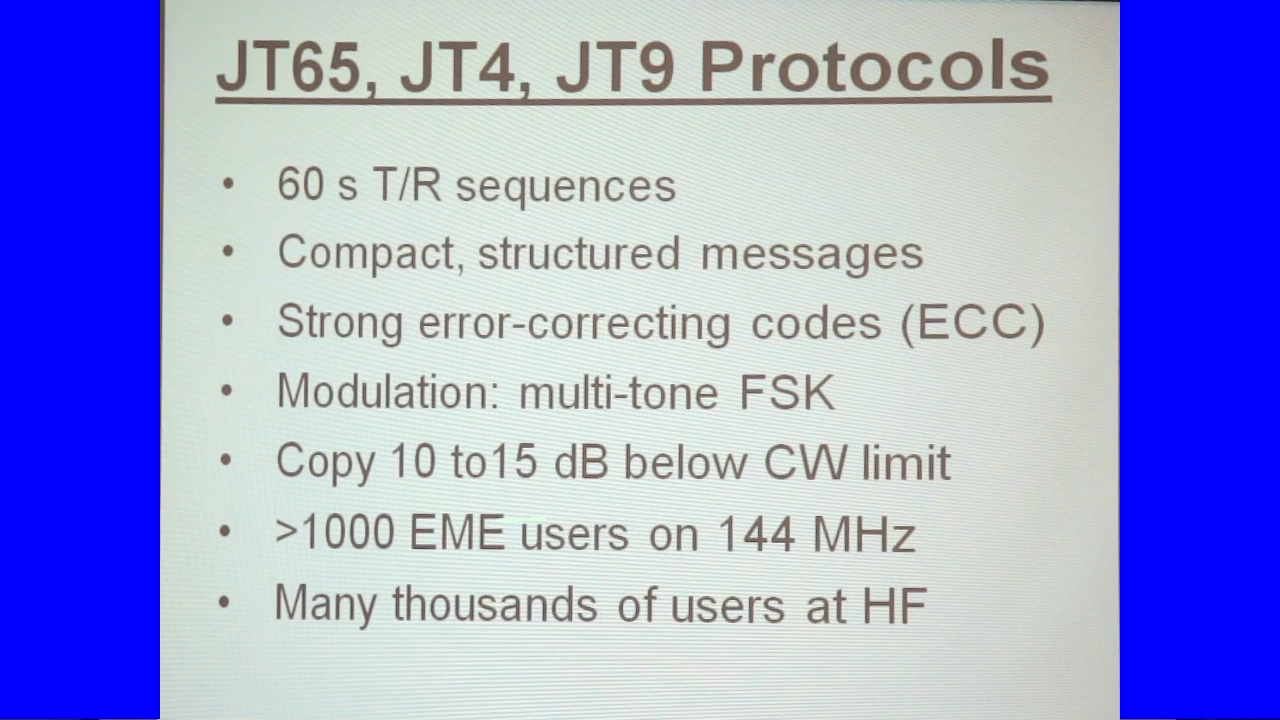 JT65, JT4, JT9 Protocols
• 60 s T/R sequences
• Compact, structured messages
• Strong error-correcting codes (ECC)
• Modulation: multi-tone FSK
• Copy 10 to15 dB below CW limit
• >1000 EME users on 144 MHz
• Many thousands of users at HF